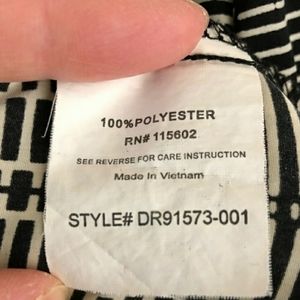 100%POLYESTER
RN# 115602
SEE REVERSE FOR CARE INSTRUCTION
Made In Vietnam
STYLE# DR91573-001